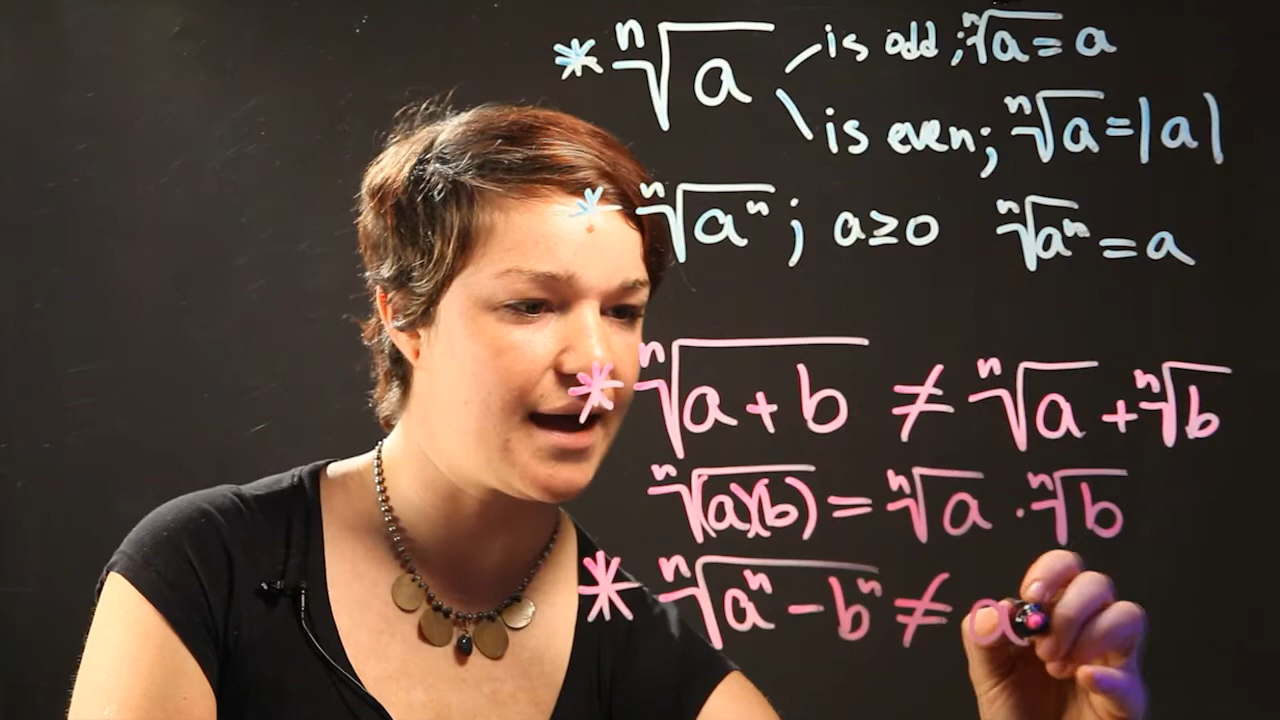 * ⁿ√a is odd; ⁿ√a = a
is even; ⁿ√a = |a|
* ⁿ√aⁿ ; a ≥ 0 ⁿ√aⁿ = a
* ⁿ√a + b ≠ ⁿ√a + ⁿ√b
ⁿ√(a)(b) = ⁿ√a · ⁿ√b
* ⁿ√aⁿ - bⁿ ≠ a